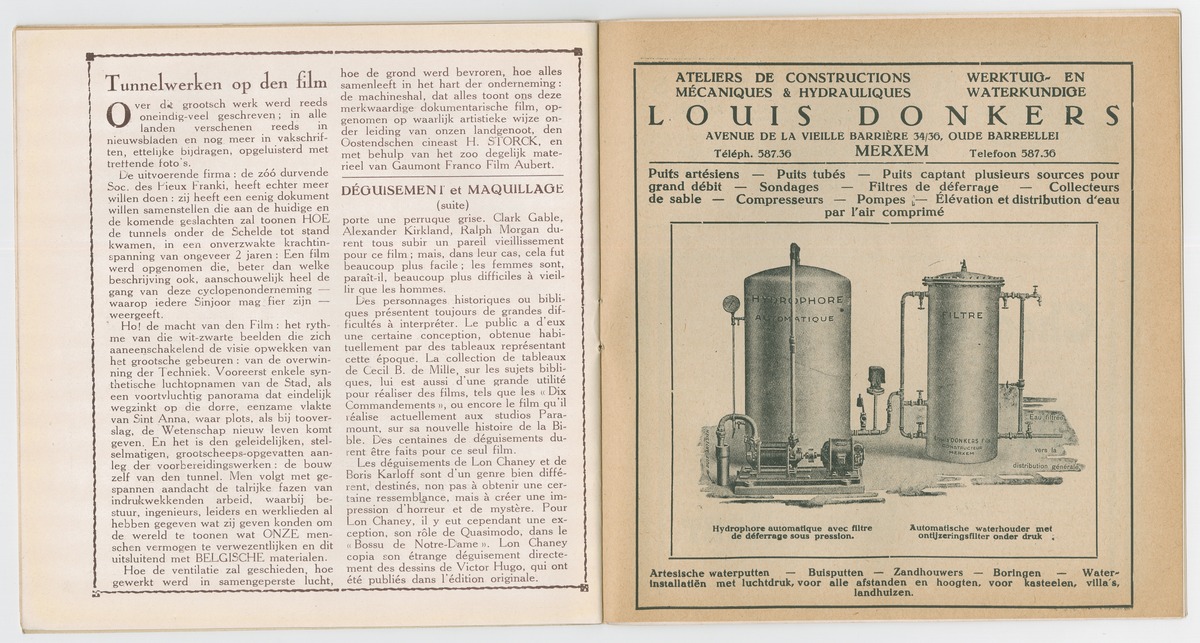 Tunnelwerken op den film
Over dit grootsch werk werd reeds
oneindig-veel geschreven; in alle
landen verschenen reeds in
nieuwsbladen en nog meer in vakschrif-
ten, ettelijke bijdragen, opgeluisterd met
treffende foto's.
De uitvoerende firma : de zóó durvende
Soc. des Pieux Franki, heeft echter meer
willen doen : zij heeft een eenig document
willen samenstellen die aan de huidige en
de komende geslachten zal toonen HOE
de tunnels onder de Schelde tot stand
kwamen, in een onverzwakte krachtin-
spanning van ongeveer 2 jaren : Een film
werd opgenomen die, beter dan welke
beschrijving ook, aanschouwelijk heel de
gang van deze cyclopenonderneming —
waarop iedere Sinjoor mag fier zijn —
weergeeft.
Ho! de macht van den Film : het ryth-
me van die wit-zwarte beelden die zich
aaneenschakelend de visie opwekken van
het grootsche gebeuren : van de overwin-
ning der Techniek. Vooreerst enkele syn-
thetische luchtopnamen van de Stad, als
een voortvluchtig panorama dat eindelijk
wegzinkt op die dorre, eenzame vlakte
van Sint Anna, waar plots, als bij toover-
slag, de Wetenschap nieuw leven komt
geven. En het is den geleidelijken, stel-
selmatigen, grootscheeps-opgevatten aan-
leg der voorbereidingswerken : de bouw
zelf van den tunnel. Men volgt met ge-
spannen aandacht de talrijke fazen van
indrukwekkenden arbeid, waarbij be-
stuur, ingenieurs, leiders en werklieden al
hebben gegeven wat zij geven konden om
de wereld te toonen wat ONZE men-
schen vermogen te verwezentlijken en dit
uitsluitend met BELGISCHE materialen.
Hoe de ventilatie zal geschieden, hoe
gewerkt werd in samengeperste lucht,
hoe de grond werd bevroren, hoe alles
samenleeft in het hart der onderneming :
de machineshal, dat alles toont ons deze
merkwaardige dokumentarische film, op-
genomen op waarlijk artistieke wijze on-
der leiding van onzen landgenoot, den
Oostendschen cineast H. STORCK, en
met behulp van het zoo degelijk mate-
rieel van Gaumont Franco Film Aubert.
DÉGUISEMENT et MAQUILLAGE
(suite)
porte une perruque grise. Clark Gable,
Alexander Kirkland, Ralph Morgan du-
rent tous subir un pareil vieillissement
pour ce film ; mais, dans leur cas, cela fut
beaucoup plus facile ; les femmes sont,
paraît-il, beaucoup plus difficiles à vieil-
lir que les hommes.
Des personnages historiques ou bibli-
ques présentent toujours de grandes dif-
ficultés à interpréter. Le public a d'eux
une certaine conception, obtenue habi-
tuellement par des tableaux représentant
cette époque. La collection de tableaux
de Cecil B. de Mille, sur les sujets bibli-
ques, lui est aussi d'une grande utilité
pour réaliser des films, tels que les « Dix
Commandements », ou encore le film qu'il
réalise actuellement aux studios Para-
mount, sur sa nouvelle histoire de la Bi-
ble. Des centaines de déguisements du-
rent être faits pour ce seul film.
Les déguisements de Lon Chaney et de
Boris Karloff sont d'un genre bien diffé-
rent, destinés, non pas à obtenir une cer-
taine ressemblance, mais à créer une im-
pression d'horreur et de mystère. Pour
Lon Chaney, il y eut cependant une ex-
ception, son rôle de Quasimodo, dans le
« Bossu de Notre-Dame ». Lon Chaney
copia son étrange déguisement directe-
ment des dessins de Victor Hugo, qui ont
été publiés dans l'édition originale.
ATELIERS DE CONSTRUCTIONS
MÉCANIQUES & HYDRAULIQUES
WERKTUIG- EN
WATERKUNDIGE
LOUIS DONKERS
AVENUE DE LA VIEILLE BARRIÈRE 34/36, OUDE BARREELLEI
Téléph. 587.36 MERXEM Telefoon 587.36
Puits artésiens — Puits tubés — Puits captant plusieurs sources pour
grand débit — Sondages — Filtres de déferrage — Collecteurs
de sable — Compresseurs — Pompes — Élévation et distribution d'eau
par l'air comprimé
HYDROPHORE
AUTOMATIQUE
FILTRE
DONKERS
CONSTRUCTEUR
MERXEM
Eau filtrée
vers la
distribution générale
Hydrophore automatique avec filtre
de déferrage sous pression.
Automatische waterhouder met
ontijzeringsfilter onder druk
Artesische waterputten — Buisputten — Zandhouwers — Boringen — Water-
installatiën met luchtdruk, voor alle afstanden en hoogten, voor kasteelen, villa's,
landhuizen.